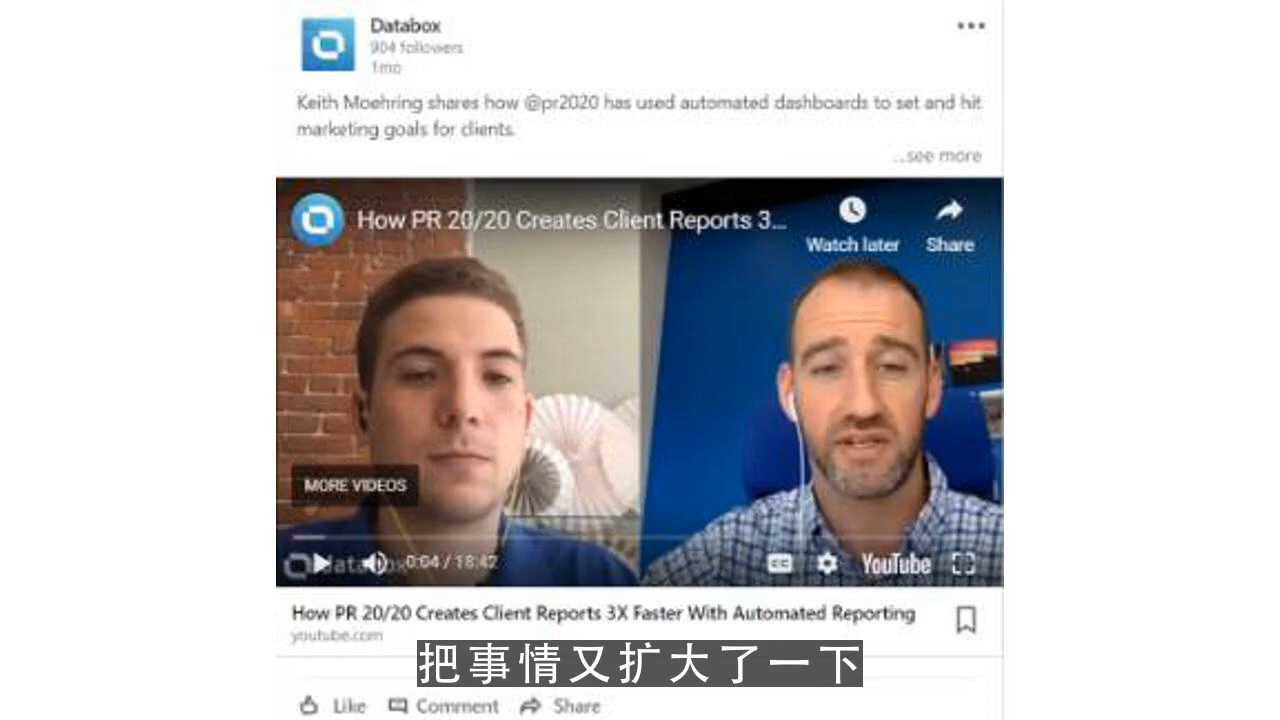 Databox
904 followers
1mo
Keith Moehring shares how @pr2020 has used automated dashboards to set and hit
marketing goals for clients.
...see more
How PR 20/20 Creates Client Reports 3...
Watch later
Share
MORE VIDEOS
Databox
0:04 / 18:42
CC
YouTube
How PR 20/20 Creates Client Reports 3X Faster With Automated Reporting
youtube.com
把事情又扩大了一下
Like Comment Share